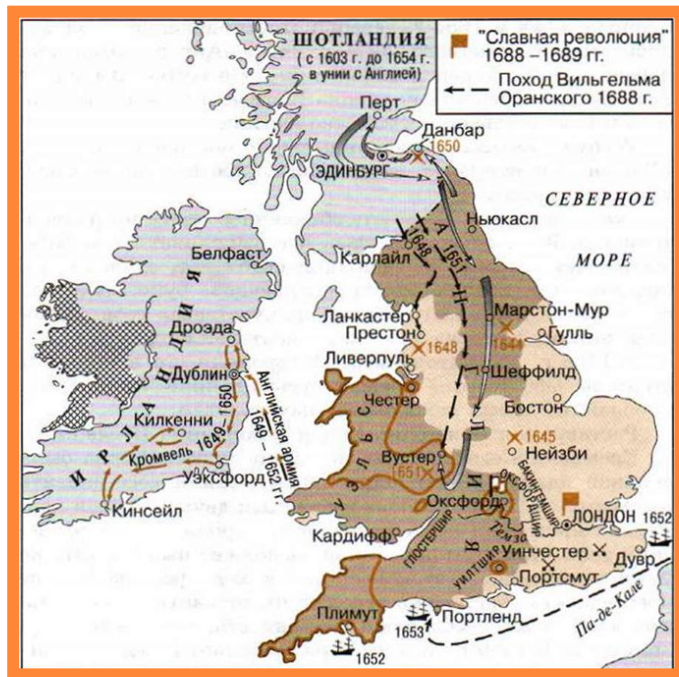 ШОТЛАНДИЯ
( с 1603 г. до 1654 г.
в унии с Англией)
"Славная революция"
1688 – 1689 гг.
Поход Вильгельма
Оранского 1688 г.
Перт
Данбар
1650
ЭДИНБУРГ
СЕВЕРНОЕ
МОРЕ
Ньюкасл
Карлайл
1648
1651
АНГЛИЯ
Белфаст
Ланкастер
Престон
1648
Марстон-Мур
1644
Гулль
Ливерпуль
Шеффилд
Честер
Бостон
Дроэда
ИРЛАНДИЯ
Дублин
Английская армия
1649 – 1652 гг.
Килкенни
Кромвель 1649 – 1650
Уэксфорд
Кинсейл
УЭЛЬС
Вустер
1651
1645
Нейзби
Оксфорд
ОКСФОРДШИР
БАКИНГЕМШИР
ЛОНДОН 1652
Кардифф
ГЛОСТЕРШИР
Темза
УИЛТШИР
Уинчестер
Дувр
Портсмут
Плимут
1652
1653
Портленд
Па-де-Кале